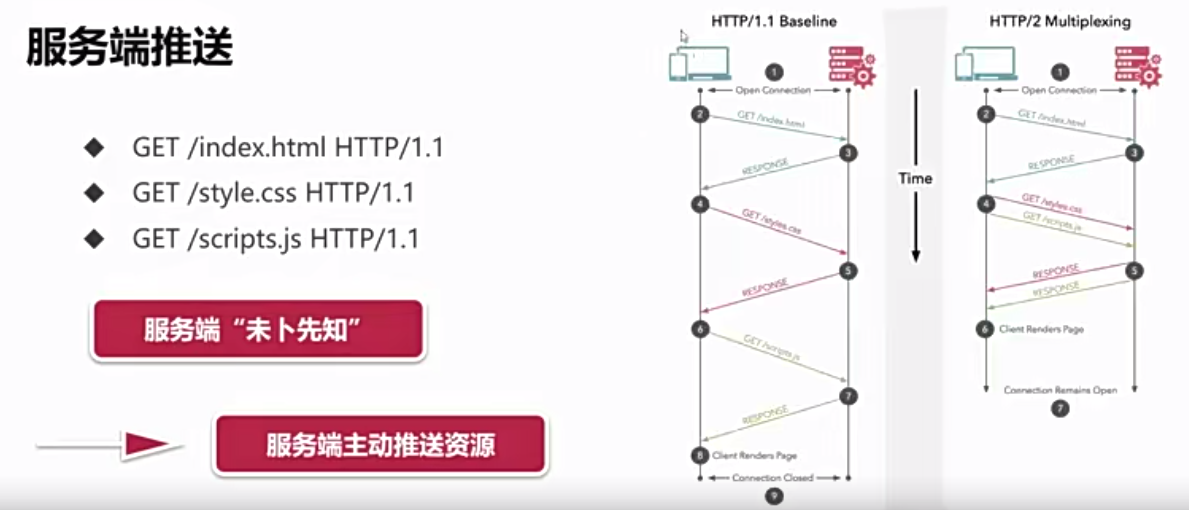 服务端推送
◆ GET /index.html HTTP/1.1
◆ GET /style.css HTTP/1.1
◆ GET /scripts.js HTTP/1.1
服务端“未卜先知”
服务端主动推送资源
HTTP/1.1 Baseline
1
Open Connection
2
GET /index.html
3
RESPONSE
4
GET /styles.css
5
RESPONSE
6
GET /scripts.js
7
RESPONSE
8 Client Renders Page
Connection Closed
9
Time
HTTP/2 Multiplexing
1
Open Connection
2
GET /index.html
3
RESPONSE
4
GET /styles.css
GET /scripts.js
5
RESPONSE
RESPONSE
6 Client Renders Page
Connection Remains Open
7